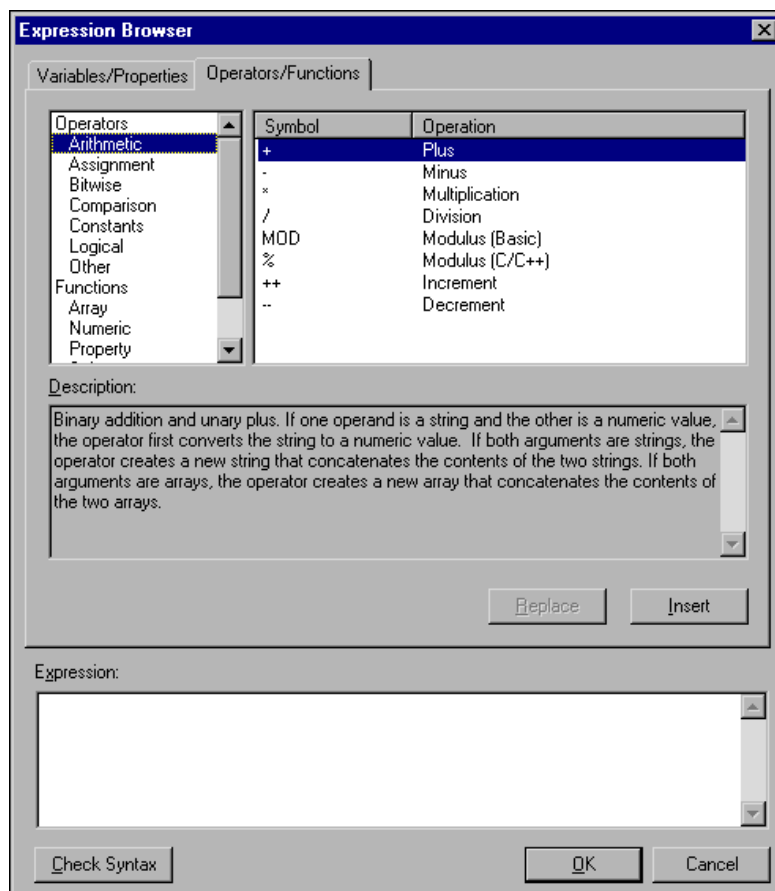 Expression Browser
Variables/Properties
Operators/Functions
Operators
Arithmetic
Assignment
Bitwise
Comparison
Constants
Logical
Other
Functions
Array
Numeric
Property
Symbol Operation
+ Plus
- Minus
* Multiplication
/ Division
MOD Modulus (Basic)
% Modulus (C/C++)
++ Increment
-- Decrement
Description:
Binary addition and unary plus. If one operand is a string and the other is a numeric value,
the operator first converts the string to a numeric value. If both arguments are strings, the
operator creates a new string that concatenates the contents of the two strings. If both
arguments are arrays, the operator creates a new array that concatenates the contents of
the two arrays.
Replace
Insert
Expression:
Check Syntax
OK
Cancel